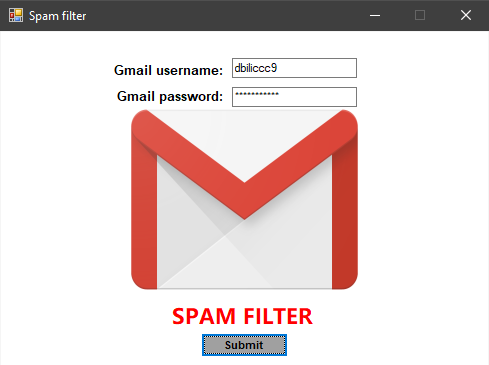 Spam filter
Gmail username: dbiliccc9
Gmail password: ***********
SPAM FILTER
Submit